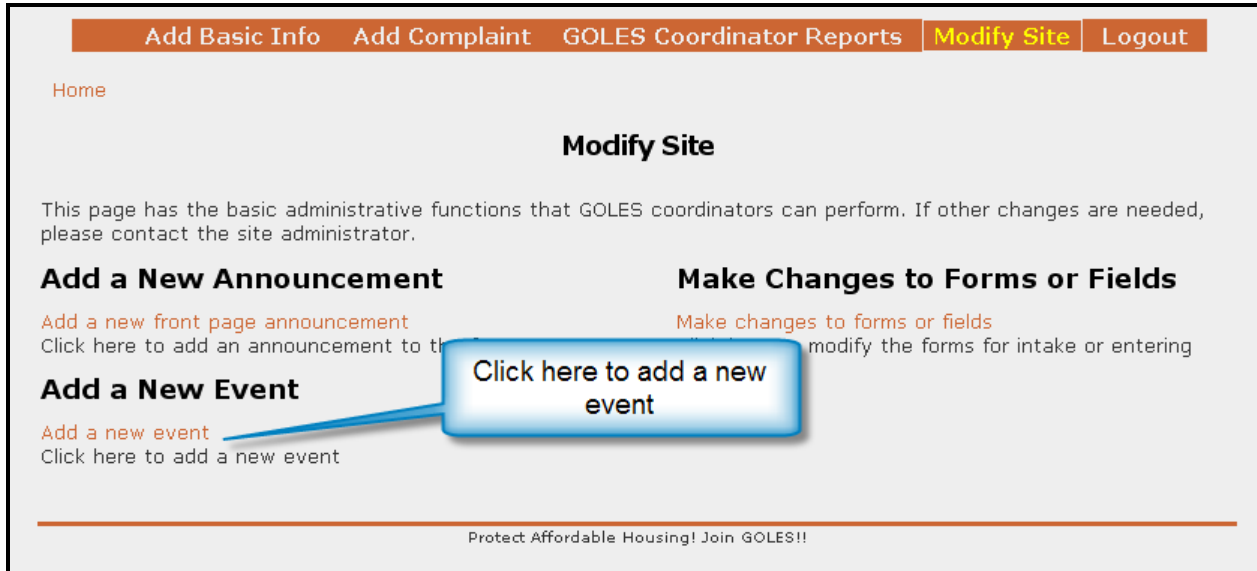 Add Basic Info Add Complaint GOLES Coordinator Reports Modify Site Logout
Home
Modify Site
This page has the basic administrative functions that GOLES coordinators can perform. If other changes are needed,
please contact the site administrator.
Add a New Announcement
Add a new front page announcement
Click here to add an announcement to the
Add a New Event
Add a new event
Click here to add a new event
Make Changes to Forms or Fields
Make changes to forms or fields
modify the forms for intake or entering
Click here to add a new
event
Protect Affordable Housing! Join GOLES!!